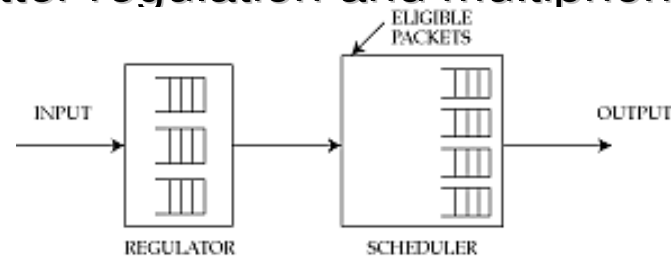 ELIGIBLE
PACKETS
INPUT
OUTPUT
REGULATOR
SCHEDULER